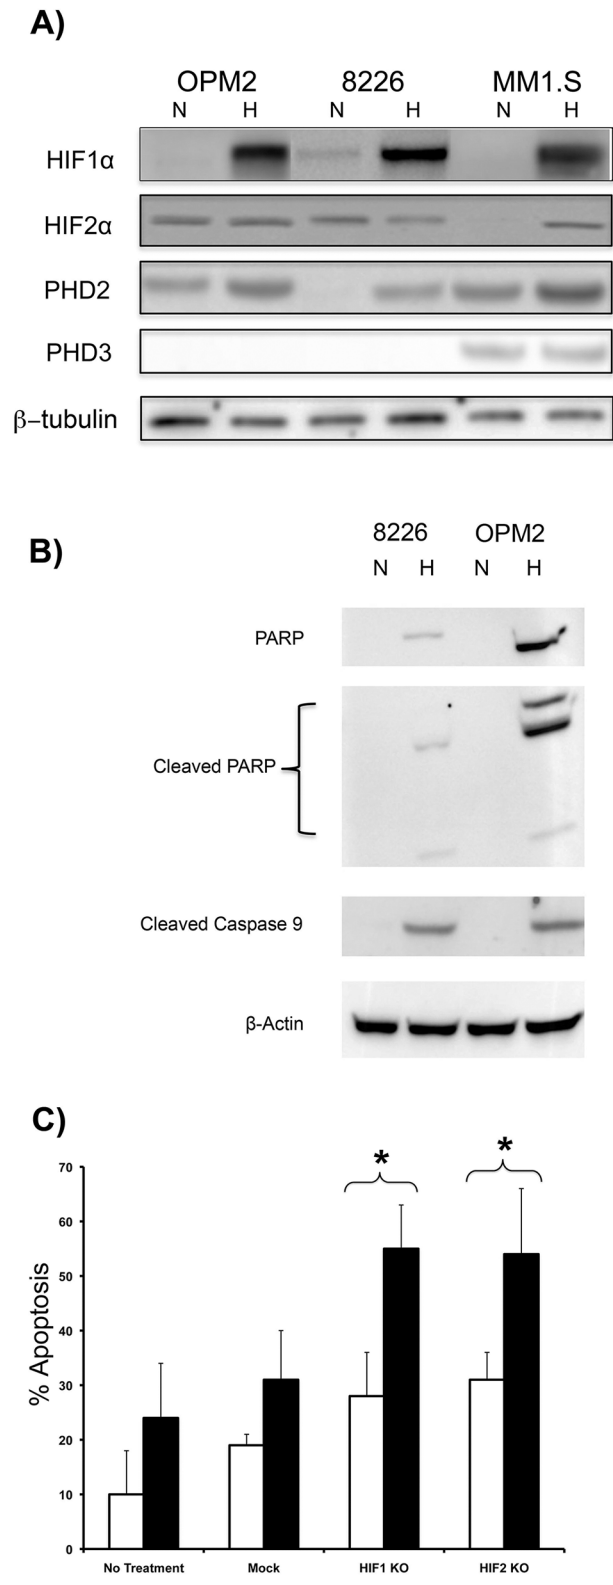 A)
OPM2 8226 MM1.S
N H N H N H
HIF1α
HIF2α
PHD2
PHD3
β–tubulin
B)
8226 OPM2
N H N H
PARP
Cleaved PARP
Cleaved Caspase 9
β-Actin
C)
* *
70
60
50
40
30
20
10
0
% Apoptosis
No Treatment Mock HIF1 KO HIF2 KO